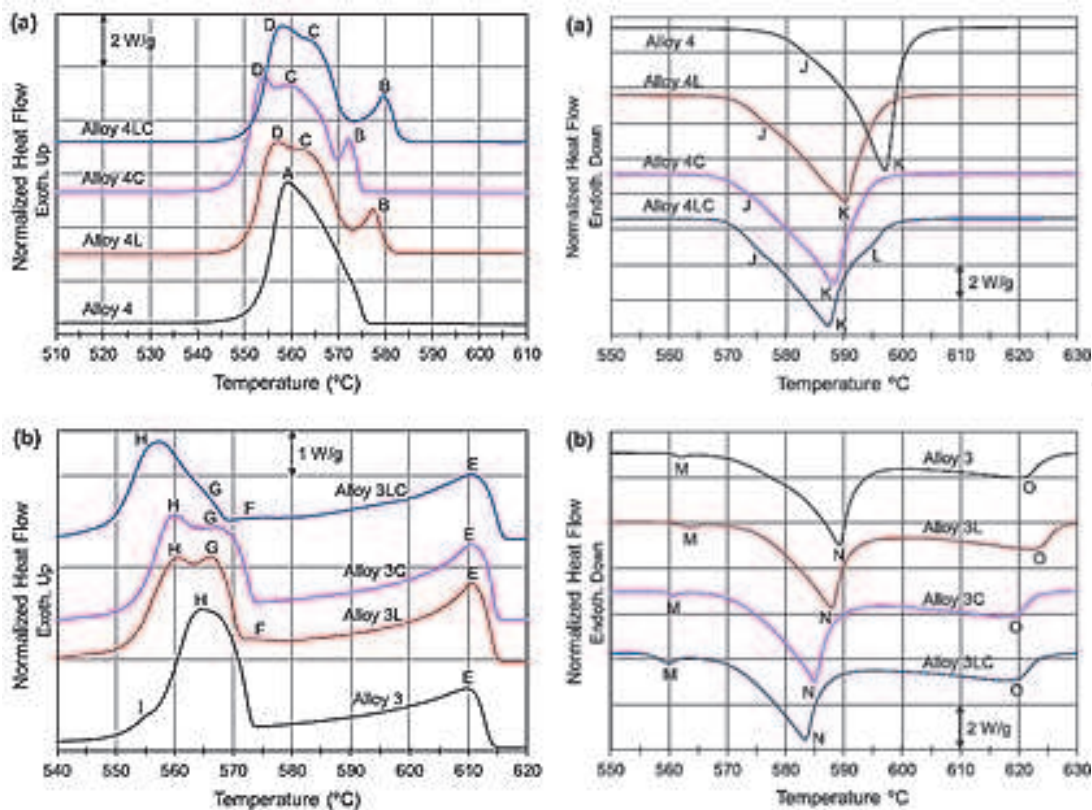 (a)
2 W/g
D
C
D
C
B
Alloy 4LC
D
C
B
Alloy 4C
A
B
Alloy 4L
Alloy 4
Normalized Heat Flow
Exoth. Up
510 520 530 540 550 560 570 580 590 600 610
Temperature (°C)
(a)
Alloy 4
J
Alloy 4L
J
K
Alloy 4C
J
K
Alloy 4LC
J
L
K
K
2 W/g
Normalized Heat Flow
Endoth. Down
550 560 570 580 590 600 610 620 630
Temperature °C
(b)
H
1 W/g
E
G
F
Alloy 3LC
H
G
E
Alloy 3C
H
G
E
Alloy 3L
H
F
E
I
Alloy 3
Normalized Heat Flow
Exoth. Up
540 550 560 570 580 590 600 610 620
Temperature (°C)
(b)
M
Alloy 3
O
M
N
Alloy 3L
O
M
N
Alloy 3C
O
M
N
Alloy 3LC
O
N
2 W/g
Normalized Heat Flow
Endoth. Down
550 560 570 580 590 600 610 620 630
Temperature °C